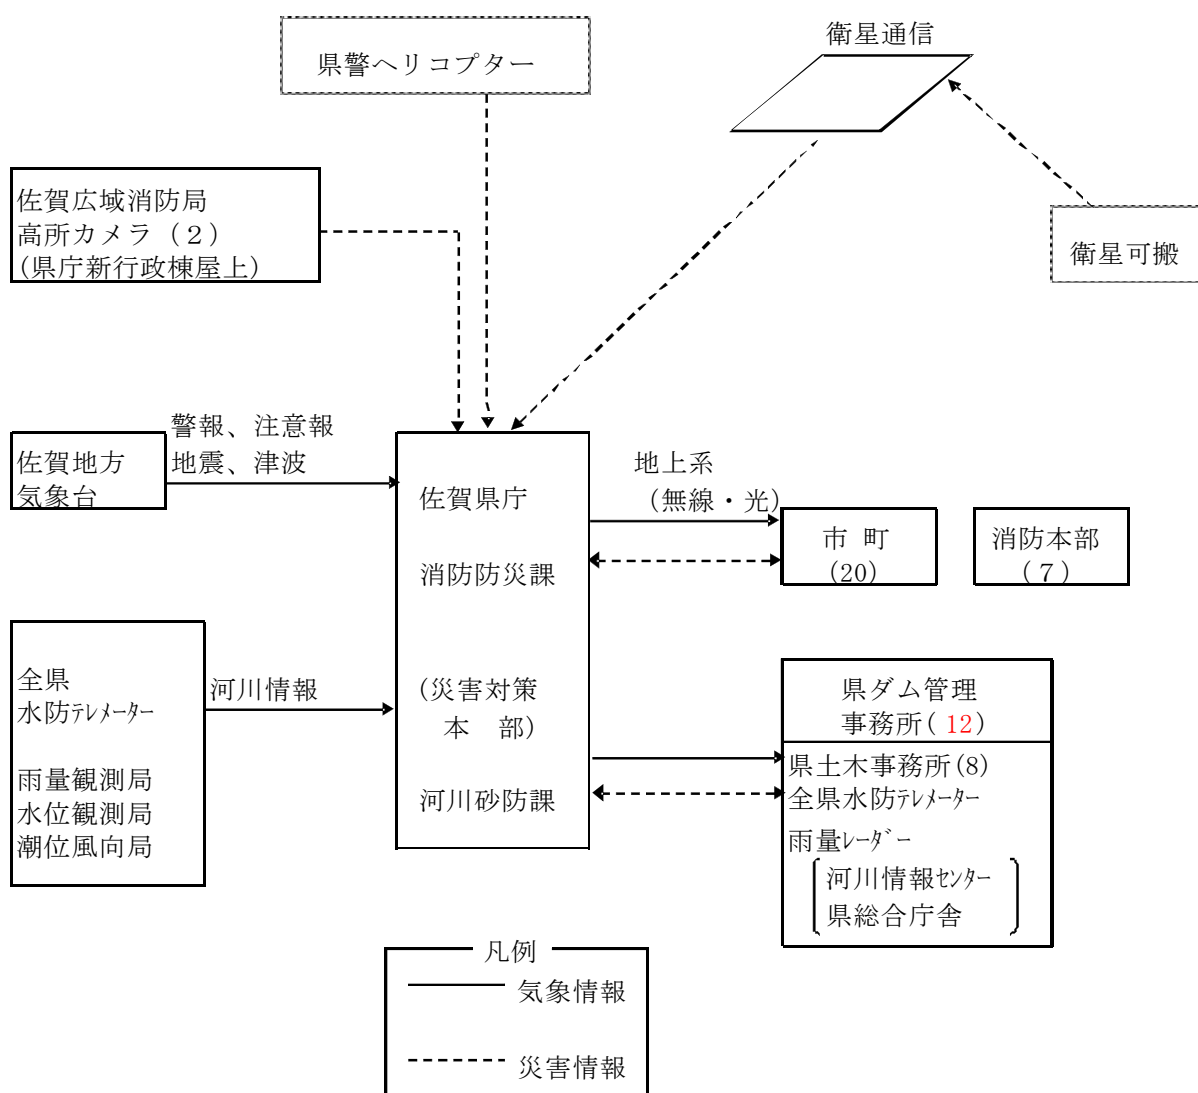 衛星通信
県警ヘリコプター
佐賀広域消防局
高所カメラ（２）
(県庁新行政棟屋上)
衛星可搬
警報、注意報
地震、津波
佐賀地方
気象台
地上系
（無線・光）
佐賀県庁
消防防災課
市 町
(20)
消防本部
（７）
全県
水防ﾃﾚﾒｰﾀｰ
雨量観測局
水位観測局
潮位風向局
河川情報
(災害対策
本　部)
河川砂防課
県ダム管理
事務所(12)
県土木事務所(8)
全県水防ﾃﾚﾒｰﾀｰ
雨量ﾚｰﾀﾞｰ
河川情報ｾﾝﾀｰ
県総合庁舎
凡例
気象情報
災害情報